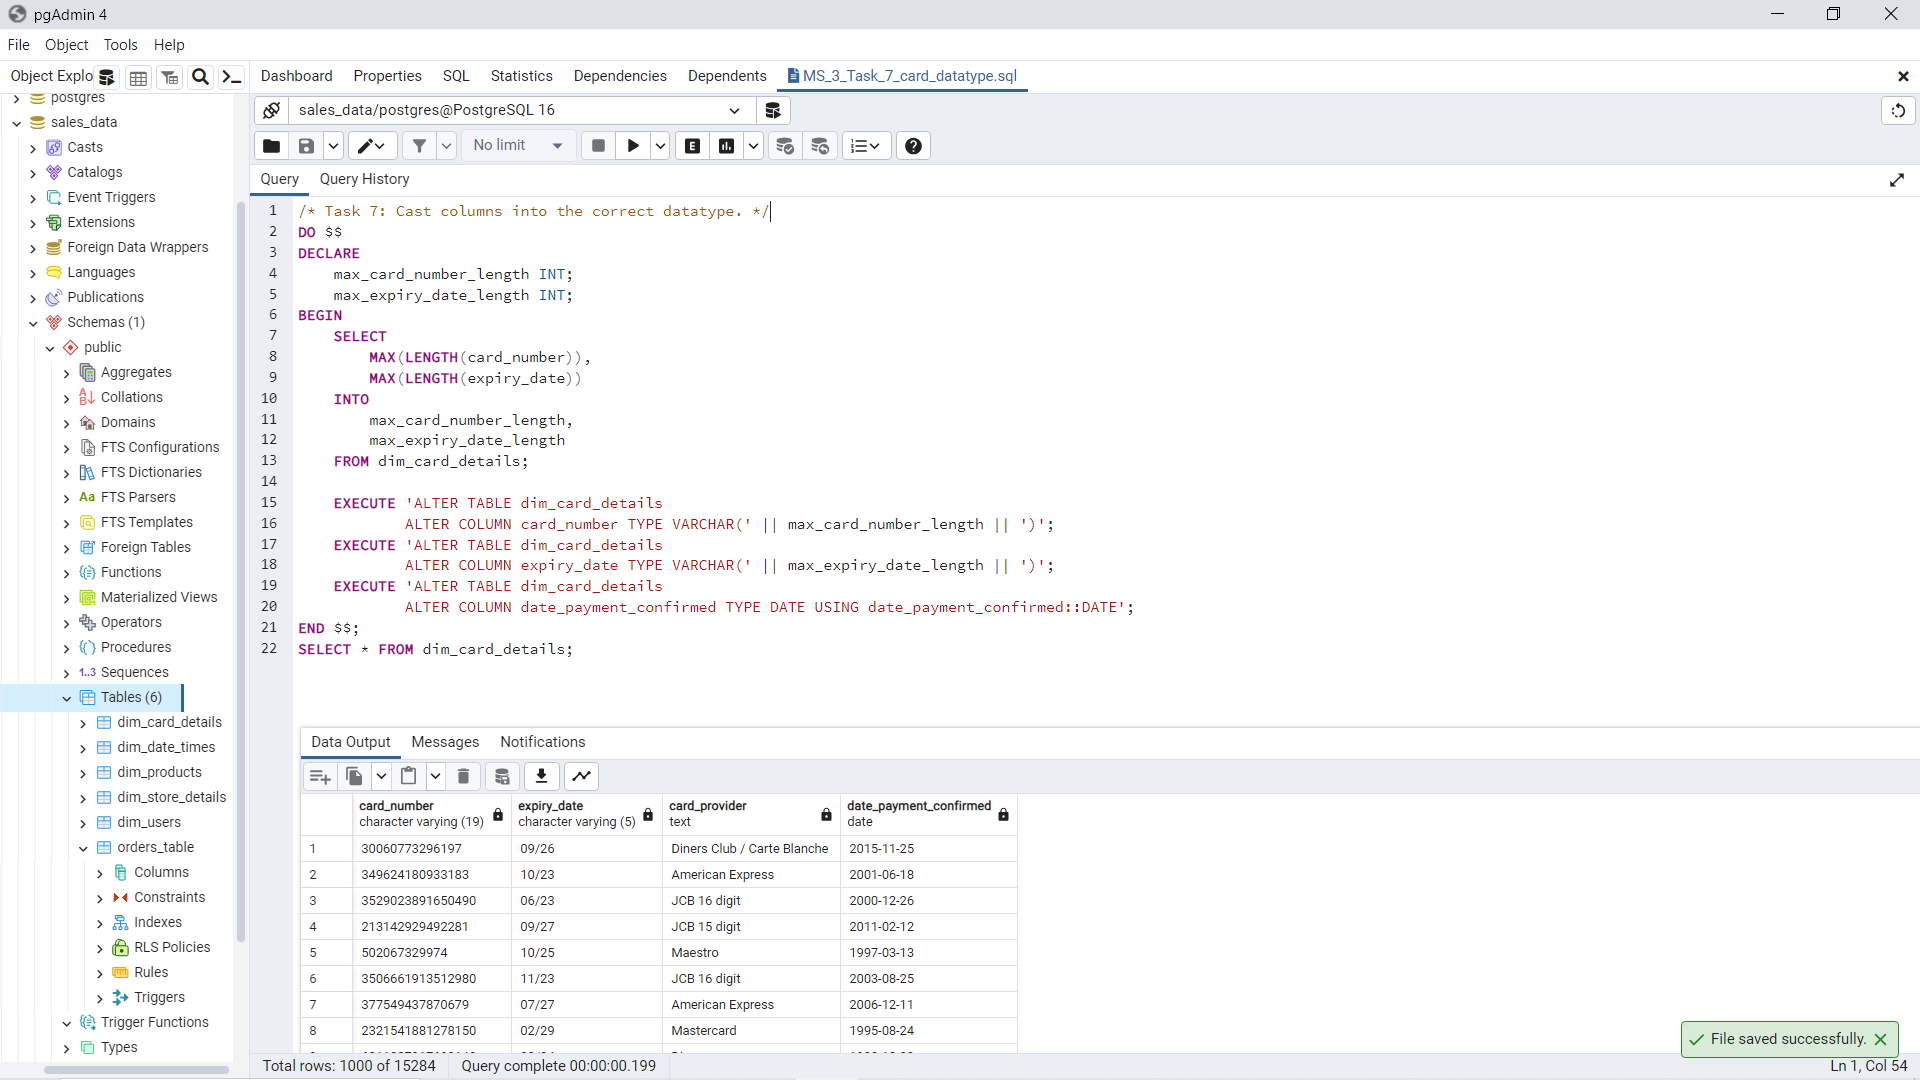 pgAdmin 4
File Object Tools Help
Object Explo
Dashboard Properties SQL Statistics Dependencies Dependents MS_3_Task_7_card_datatype.sql
postgres
sales_data
Casts
Catalogs
Event Triggers
Extensions
Foreign Data Wrappers
Languages
Publications
Schemas (1)
public
Aggregates
Collations
Domains
FTS Configurations
FTS Dictionaries
Aa FTS Parsers
FTS Templates
Foreign Tables
Functions
Materialized Views
Operators
Procedures
1..3 Sequences
Tables (6)
dim_card_details
dim_date_times
dim_products
dim_store_details
dim_users
orders_table
Columns
Constraints
Indexes
RLS Policies
Rules
Triggers
Trigger Functions
Types
sales_data/postgres@PostgreSQL 16
No limit
E
Query Query History
1 /* Task 7: Cast columns into the correct datatype. */
2 DO $$
3 DECLARE
4 max_card_number_length INT;
5 max_expiry_date_length INT;
6 BEGIN
7 SELECT
8 MAX(LENGTH(card_number)),
9 MAX(LENGTH(expiry_date))
10 INTO
11 max_card_number_length,
12 max_expiry_date_length
13 FROM dim_card_details;
14
15 EXECUTE 'ALTER TABLE dim_card_details
16 ALTER COLUMN card_number TYPE VARCHAR(' || max_card_number_length || ')';
17 EXECUTE 'ALTER TABLE dim_card_details
18 ALTER COLUMN expiry_date TYPE VARCHAR(' || max_expiry_date_length || ')';
19 EXECUTE 'ALTER TABLE dim_card_details
20 ALTER COLUMN date_payment_confirmed TYPE DATE USING date_payment_confirmed::DATE';
21 END $$;
22 SELECT * FROM dim_card_details;
Data Output Messages Notifications
card_number expiry_date card_provider date_payment_confirmed
character varying (19) character varying (5) text date
1 30060773296197 09/26 Diners Club / Carte Blanche 2015-11-25
2 349624180933183 10/23 American Express 2001-06-18
3 3529023891650490 06/23 JCB 16 digit 2000-12-26
4 213142929492281 09/27 JCB 15 digit 2011-02-12
5 502067329974 10/25 Maestro 1997-03-13
6 3506661913512980 11/23 JCB 16 digit 2003-08-25
7 377549437870679 07/27 American Express 2006-12-11
8 2321541881278150 02/29 Mastercard 1995-08-24
File saved successfully.
Total rows: 1000 of 15284 Query complete 00:00:00.199 Ln 1, Col 54